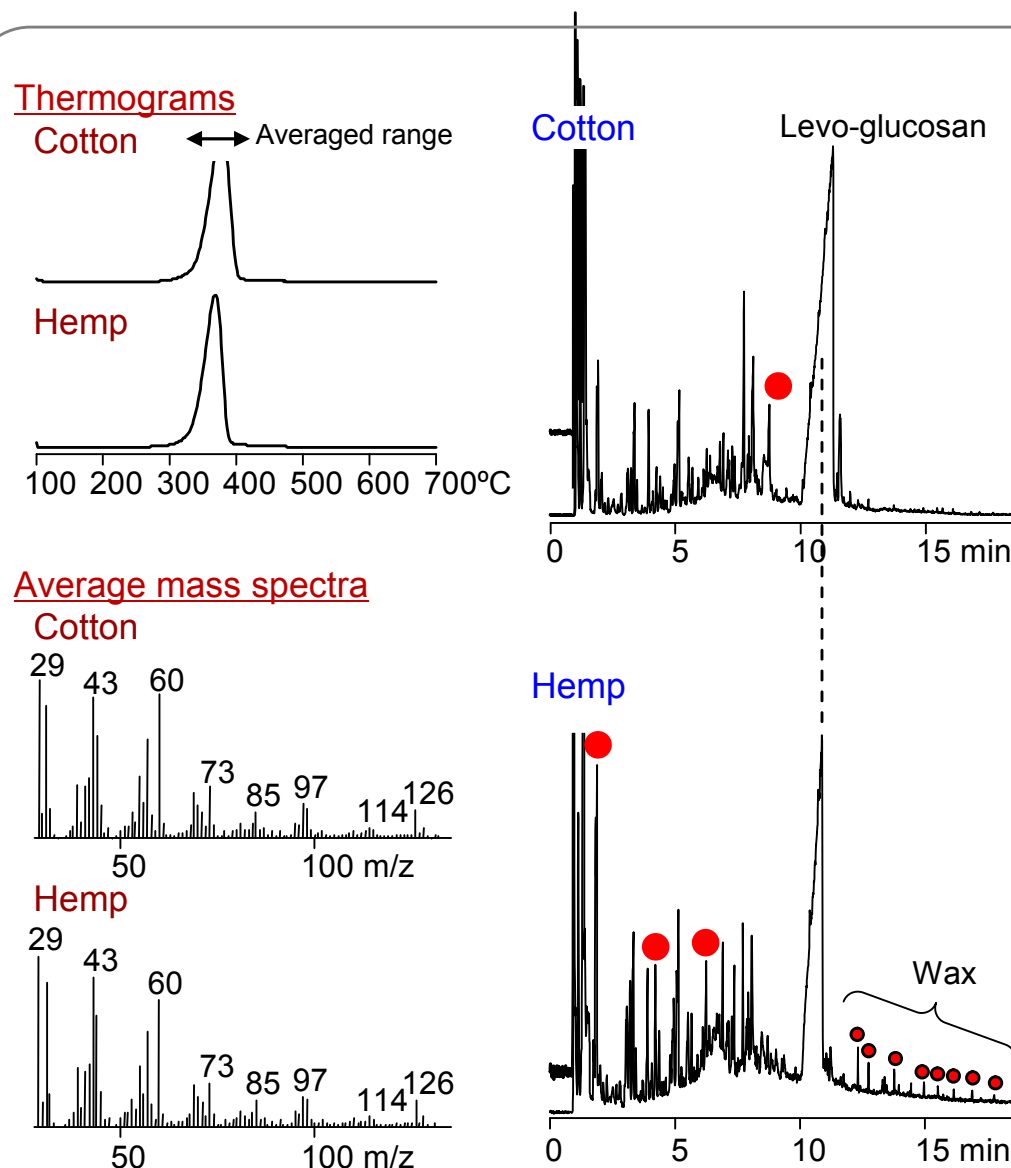 Thermograms
Cotton
Averaged range
Hemp
100 200 300 400 500 600 700ºC
Average mass spectra
Cotton
29
43
60
73
85
97
114
126
50
100 m/z
Hemp
29
43
60
73
85
97
114
126
50
100 m/z
Cotton
Levo-glucosan
0
5
10
15 min
Hemp
Wax
0
5
10
15 min